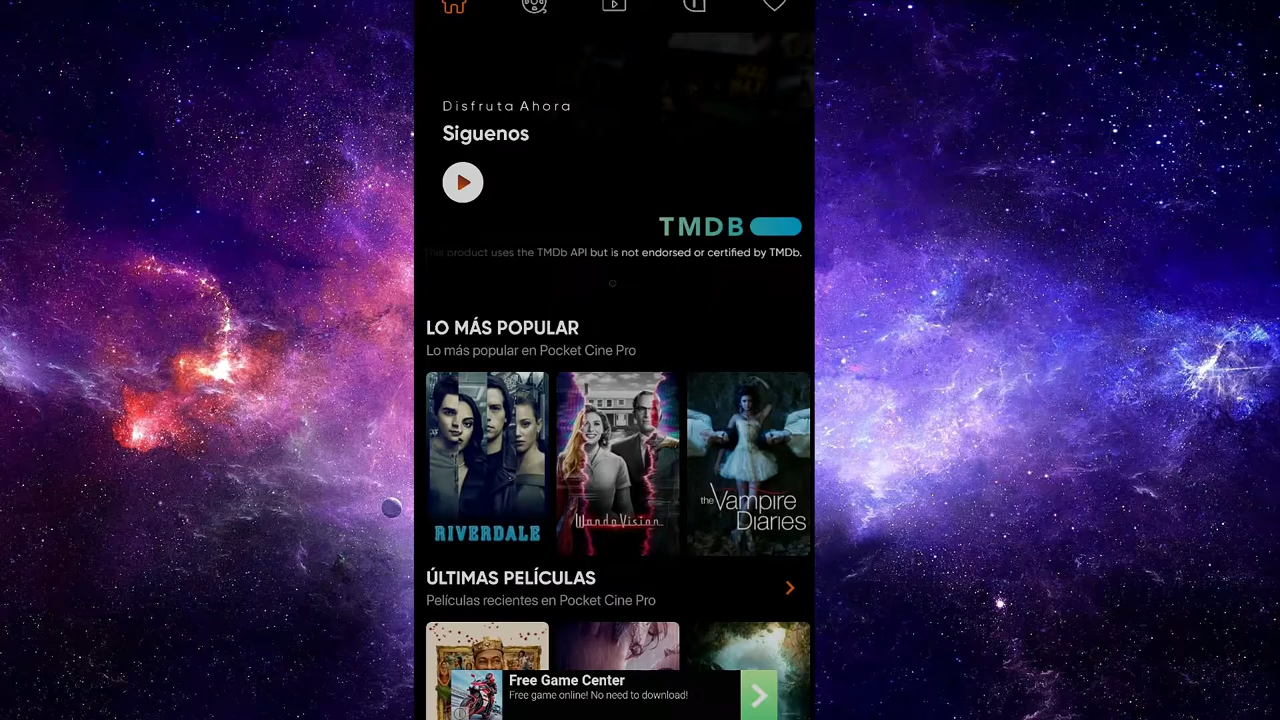 Disfruta Ahora
Siguenos
TMDB
This product uses the TMDb API but is not endorsed or certified by TMDb.
LO MÁS POPULAR
Lo más popular en Pocket Cine Pro
RIVERDALE
WandaVision
the Vampire
Diaries
ÚLTIMAS PELÍCULAS
Películas recientes en Pocket Cine Pro
Free Game Center
Free game online! No need to download!